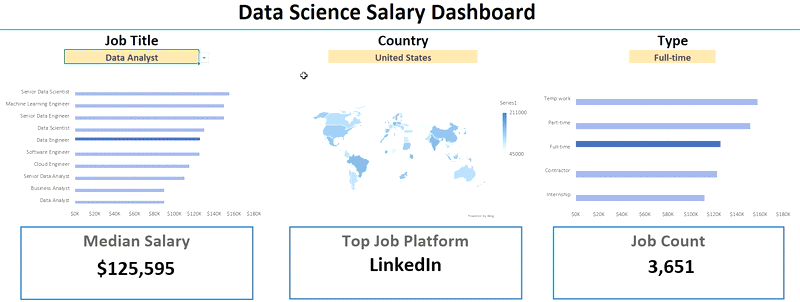 Data Science Salary Dashboard
Job Title
Data Analyst
Country
United States
Type
Full-time
Senior Data Scientist
Machine Learning Engineer
Senior Data Engineer
Data Scientist
Data Engineer
Software Engineer
Cloud Engineer
Senior Data Analyst
Business Analyst
Data Analyst
$0K $20K $40K $60K $80K $100K $120K $140K $160K $180K
Series1
211000
45000
Powered by Bing
Temp work
Part-time
Full-time
Contractor
Internship
$0K $20K $40K $60K $80K $100K $120K $140K $160K $180K
Median Salary
$125,595
Top Job Platform
LinkedIn
Job Count
3,651